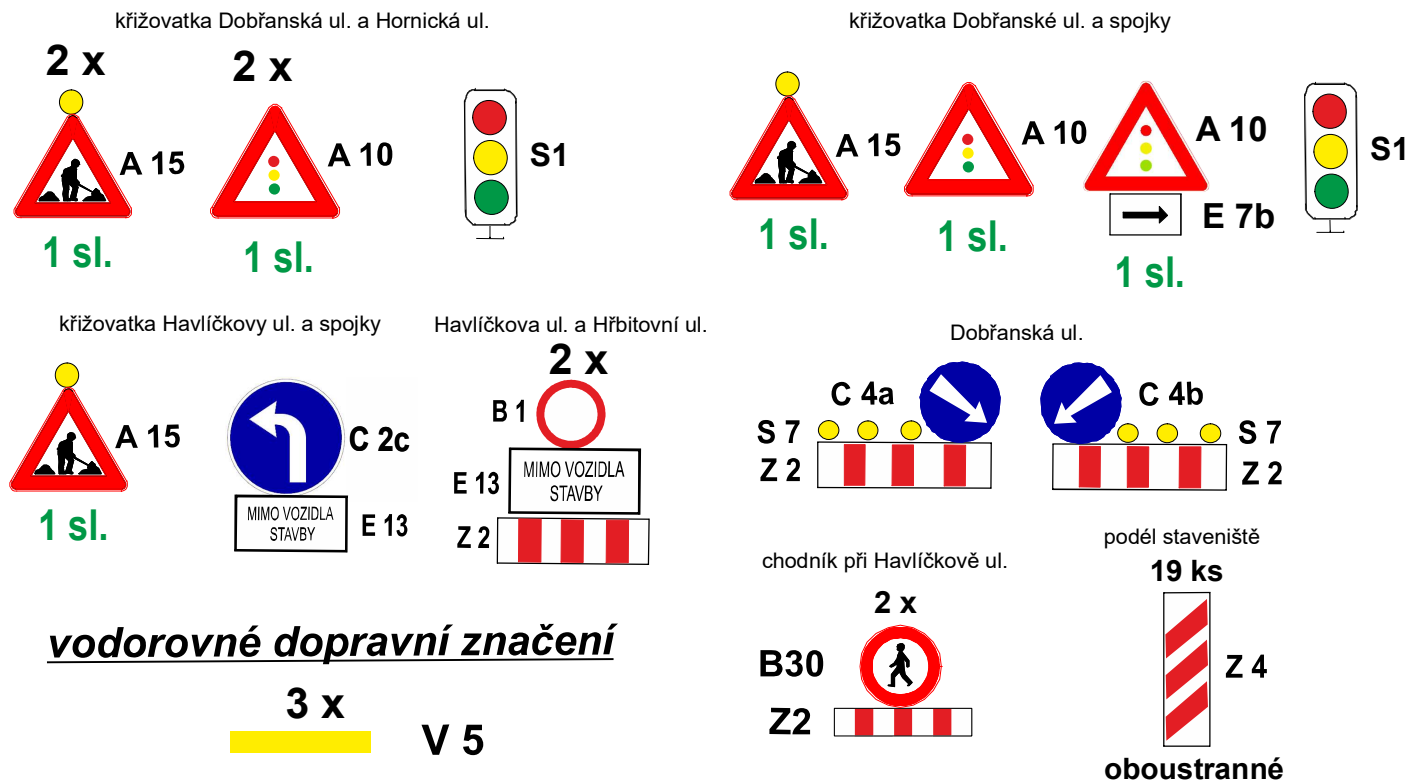 křižovatka Dobřanská ul. a Hornická ul.
2 x
2 x
A 15
A 10
S1
1 sl.
1 sl.
křižovatka Dobřanské ul. a spojky
A 15
A 10
A 10
S1
E 7b
1 sl.
1 sl.
1 sl.
křižovatka Havlíčkovy ul. a spojky
A 15
C 2c
MIMO VOZIDLA
STAVBY
E 13
1 sl.
Havlíčkova ul. a Hřbitovní ul.
2 x
B 1
E 13
MIMO VOZIDLA
STAVBY
Z 2
Dobřanská ul.
C 4a
C 4b
S 7
S 7
Z 2
Z 2
vodorovné dopravní značení
3 x
V 5
chodník při Havlíčkově ul.
2 x
B30
Z2
podél staveniště
19 ks
Z 4
oboustranné